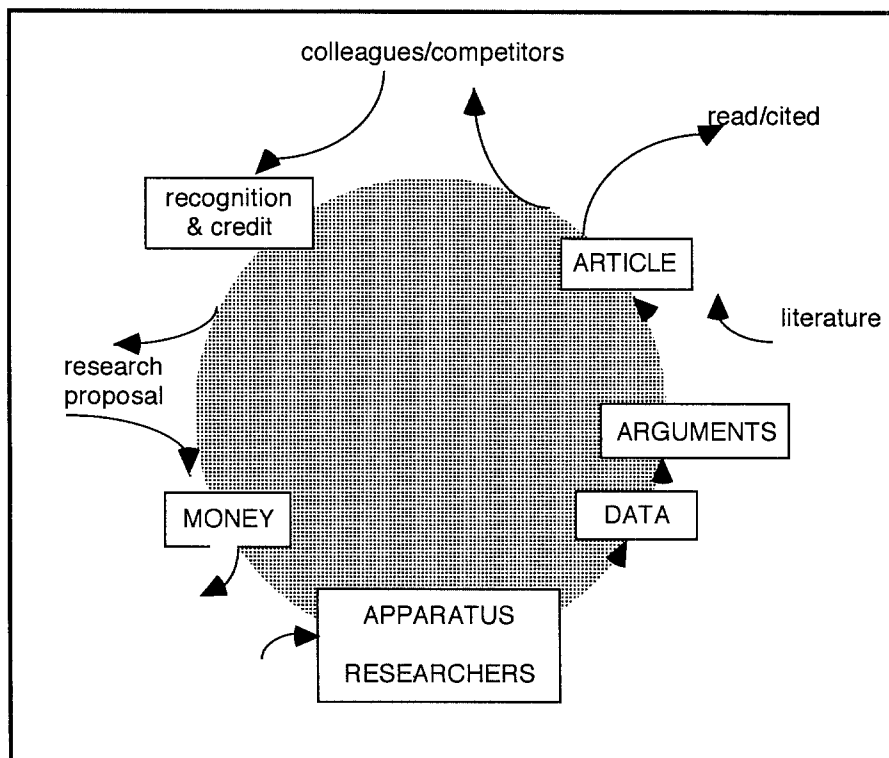 colleagues/competitors
read/cited
recognition
& credit
ARTICLE
literature
research
proposal
ARGUMENTS
MONEY
DATA
APPARATUS
RESEARCHERS